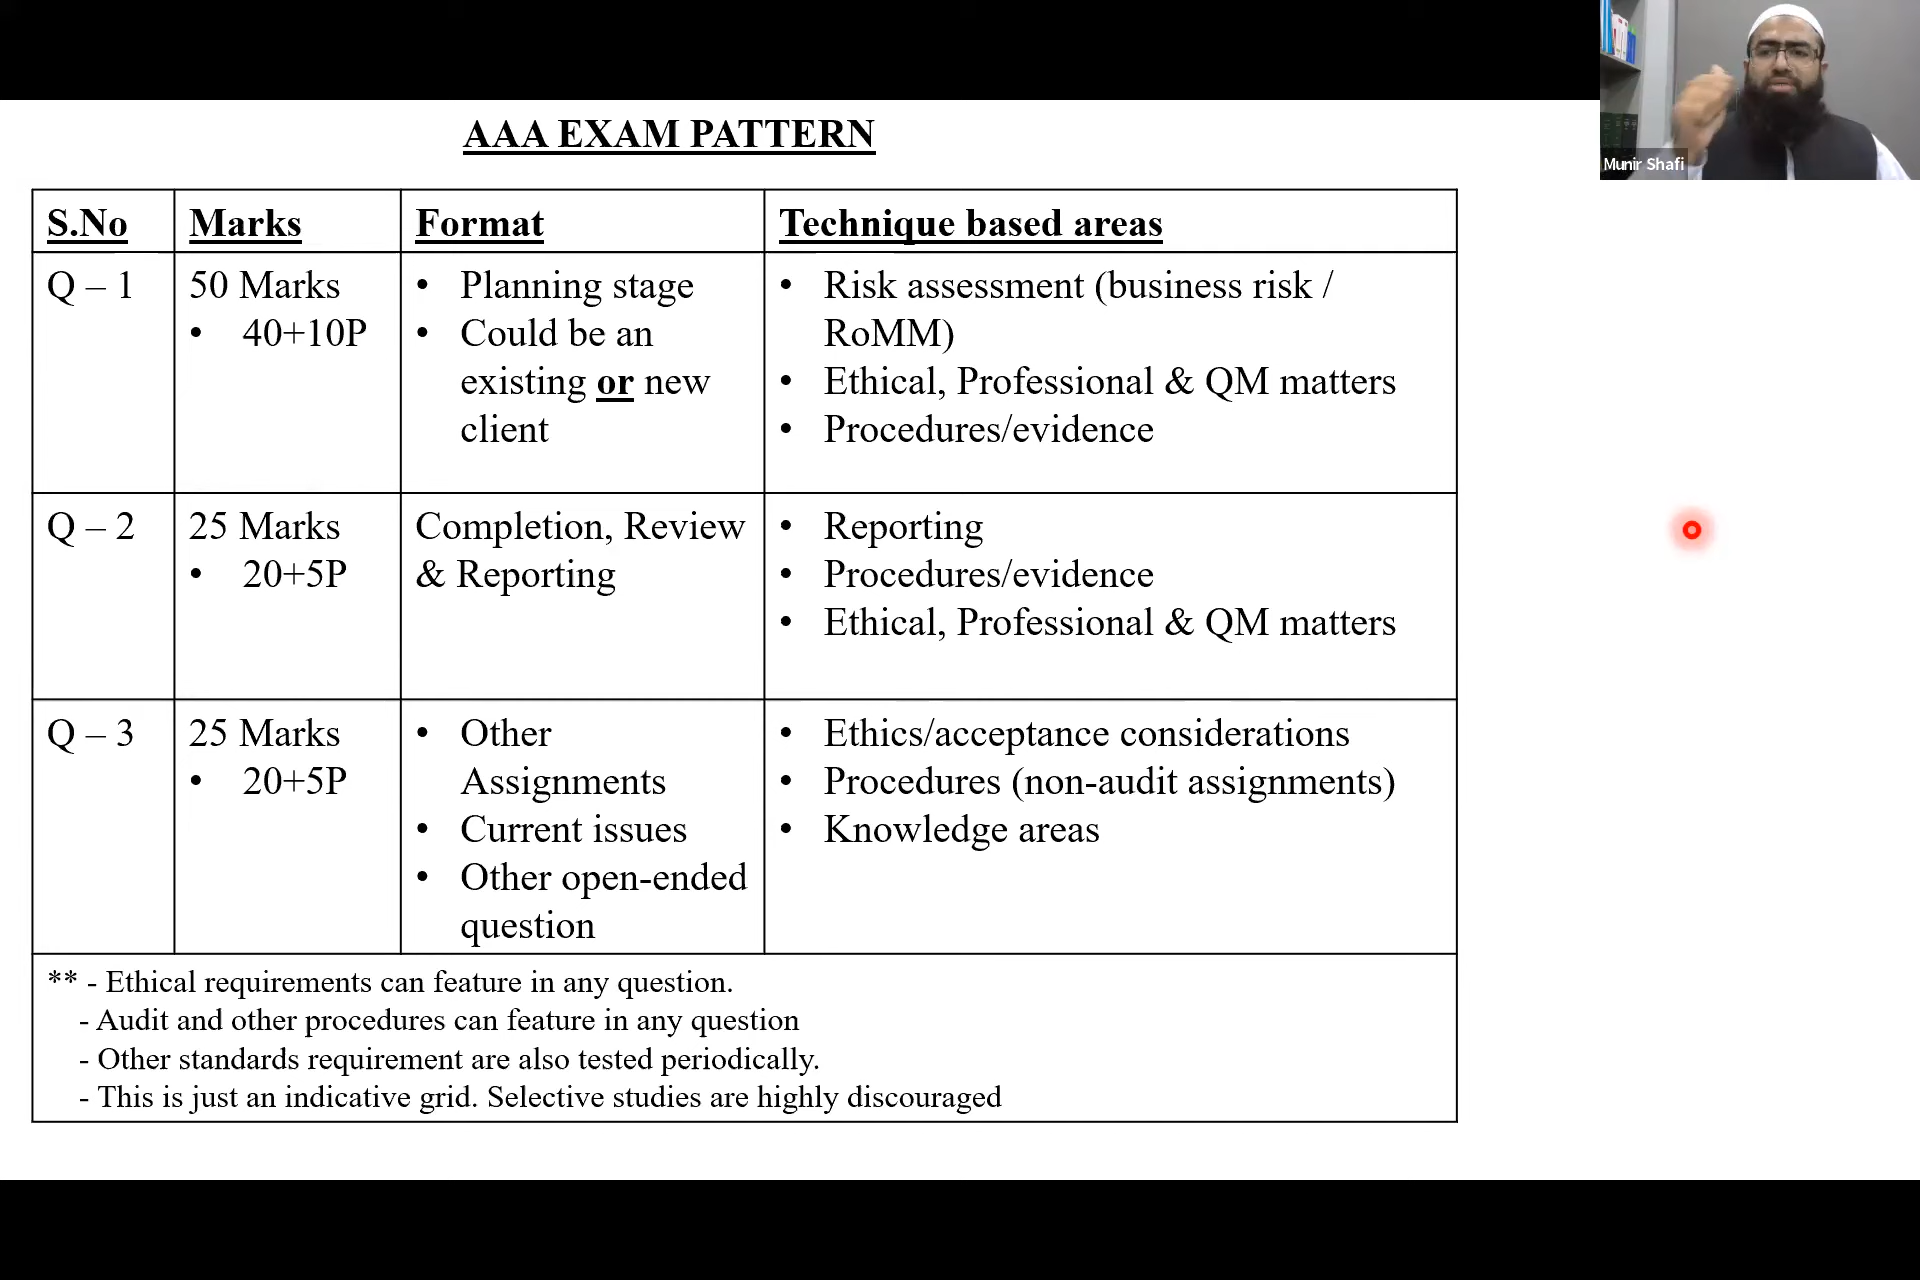 AAA EXAM PATTERN
Munir Shafi
S.No
Marks
Format
Technique based areas
Q – 1
50 Marks
• 40+10P
• Planning stage
• Could be an
existing or new
client
• Risk assessment (business risk /
RoMM)
• Ethical, Professional & QM matters
• Procedures/evidence
Q – 2
25 Marks
• 20+5P
Completion, Review
& Reporting
• Reporting
• Procedures/evidence
• Ethical, Professional & QM matters
Q – 3
25 Marks
• 20+5P
• Other
Assignments
• Current issues
• Other open-ended
question
• Ethics/acceptance considerations
• Procedures (non-audit assignments)
• Knowledge areas
** - Ethical requirements can feature in any question.
- Audit and other procedures can feature in any question
- Other standards requirement are also tested periodically.
- This is just an indicative grid. Selective studies are highly discouraged